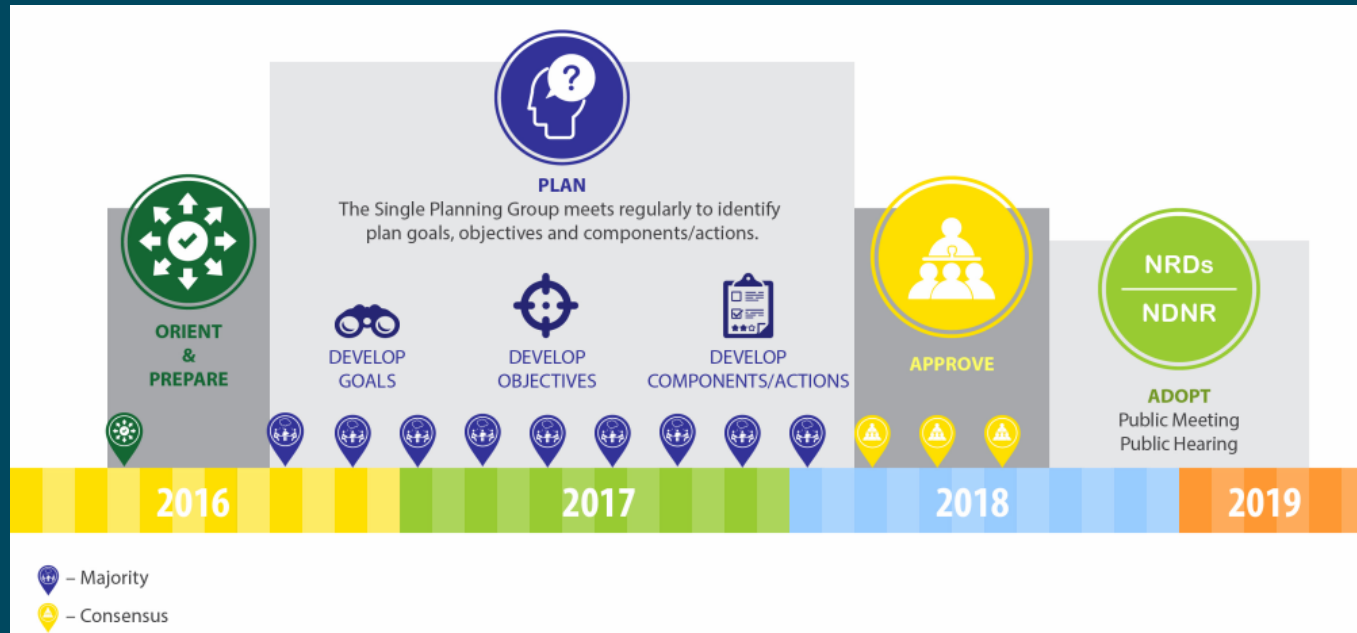 ?
PLAN
The Single Planning Group meets regularly to identify
plan goals, objectives and components/actions.
ORIENT
&
PREPARE
DEVELOP
GOALS
DEVELOP
OBJECTIVES
DEVELOP
COMPONENTS/ACTIONS
APPROVE
NRDs
NDNR
ADOPT
Public Meeting
Public Hearing
2016
2017
2018
2019
– Majority
– Consensus